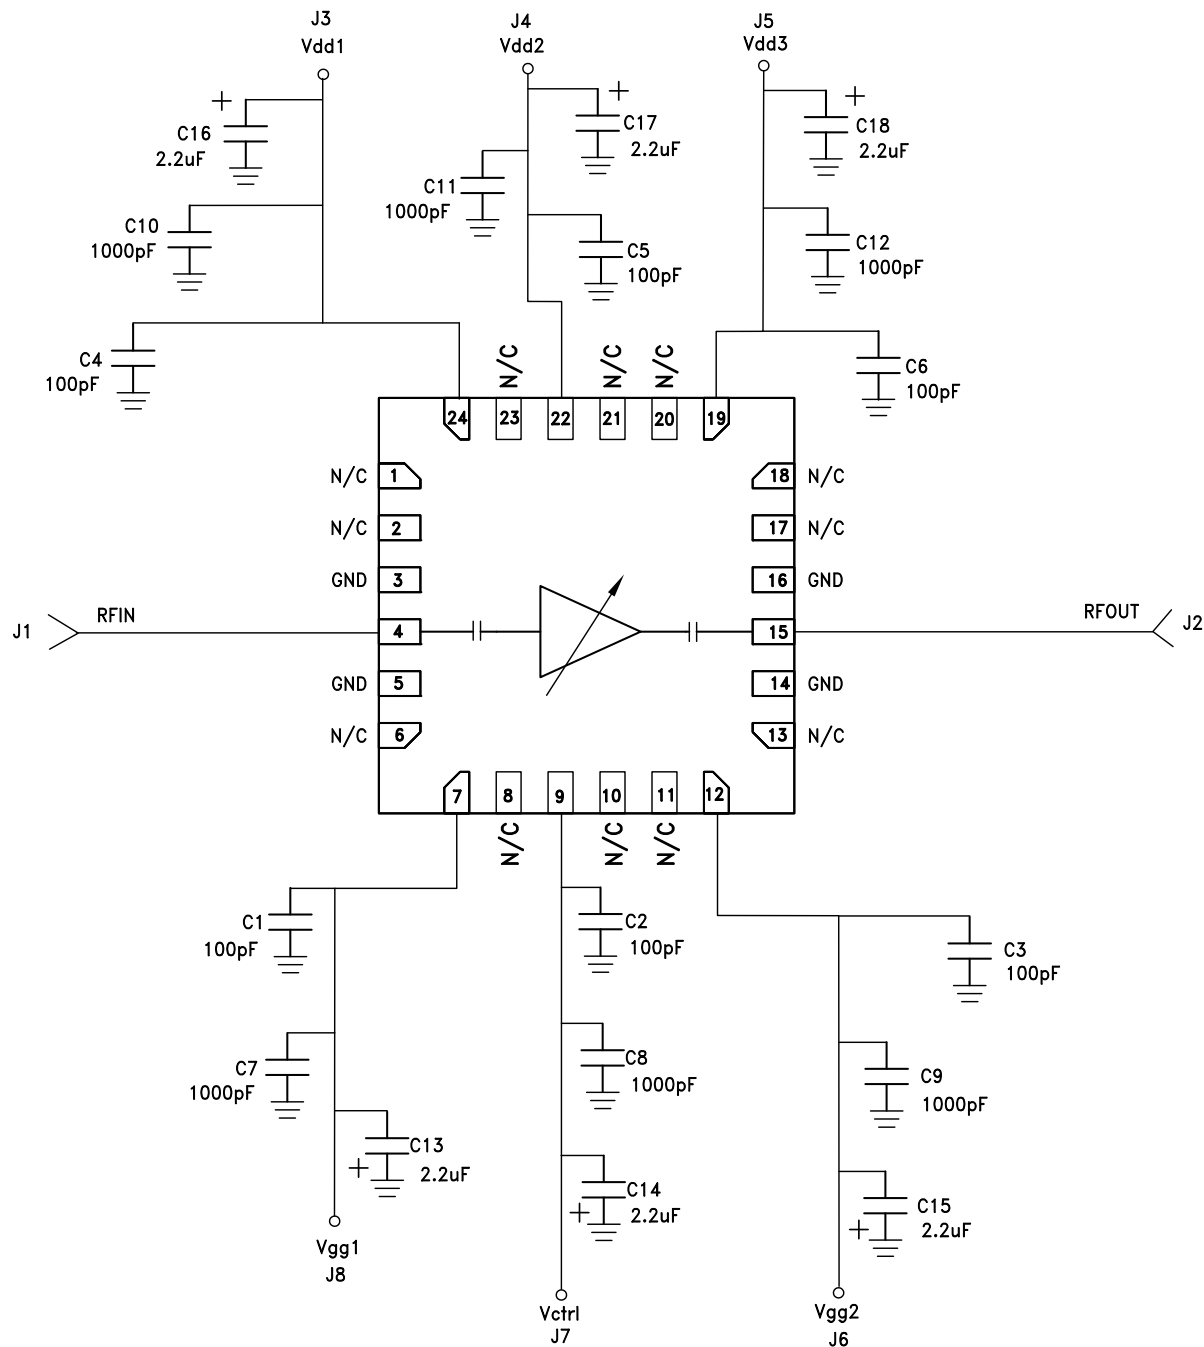 J3
Vdd1
J4
Vdd2
J5
Vdd3
+
C16
2.2uF
+
C17
2.2uF
+
C18
2.2uF
C10
1000pF
C11
1000pF
C5
100pF
C12
1000pF
C4
100pF
C6
100pF
N/C
N/C
N/C
24
23
22
21
20
19
N/C 1
18 N/C
N/C 2
17 N/C
GND 3
16 GND
J1 RFIN 4
15 RFOUT J2
GND 5
14 GND
N/C 6
13 N/C
7
8
9
10
11
12
N/C
N/C
N/C
C1
100pF
C2
100pF
C3
100pF
C7
1000pF
C8
1000pF
C9
1000pF
C13
+
2.2uF
C14
+
2.2uF
C15
+
2.2uF
Vgg1
J8
Vctrl
J7
Vgg2
J6